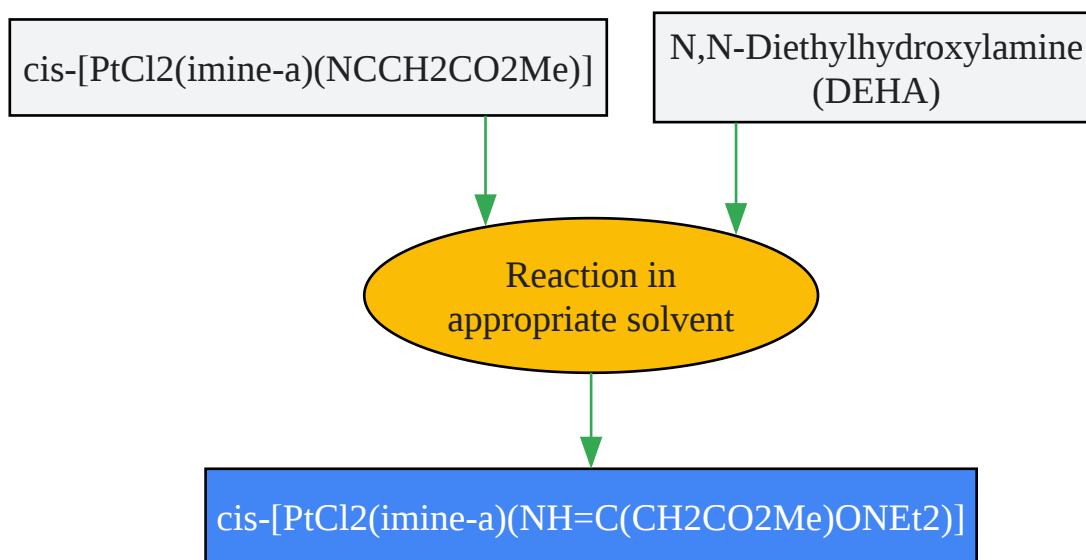 cis-[PtCl2(imine-a)(NCCH2CO2Me)]
N,N-Diethylhydroxylamine
(DEHA)
Reaction in
appropriate solvent
cis-[PtCl2(imine-a)(NH=C(CH2CO2Me)ONEt2)]